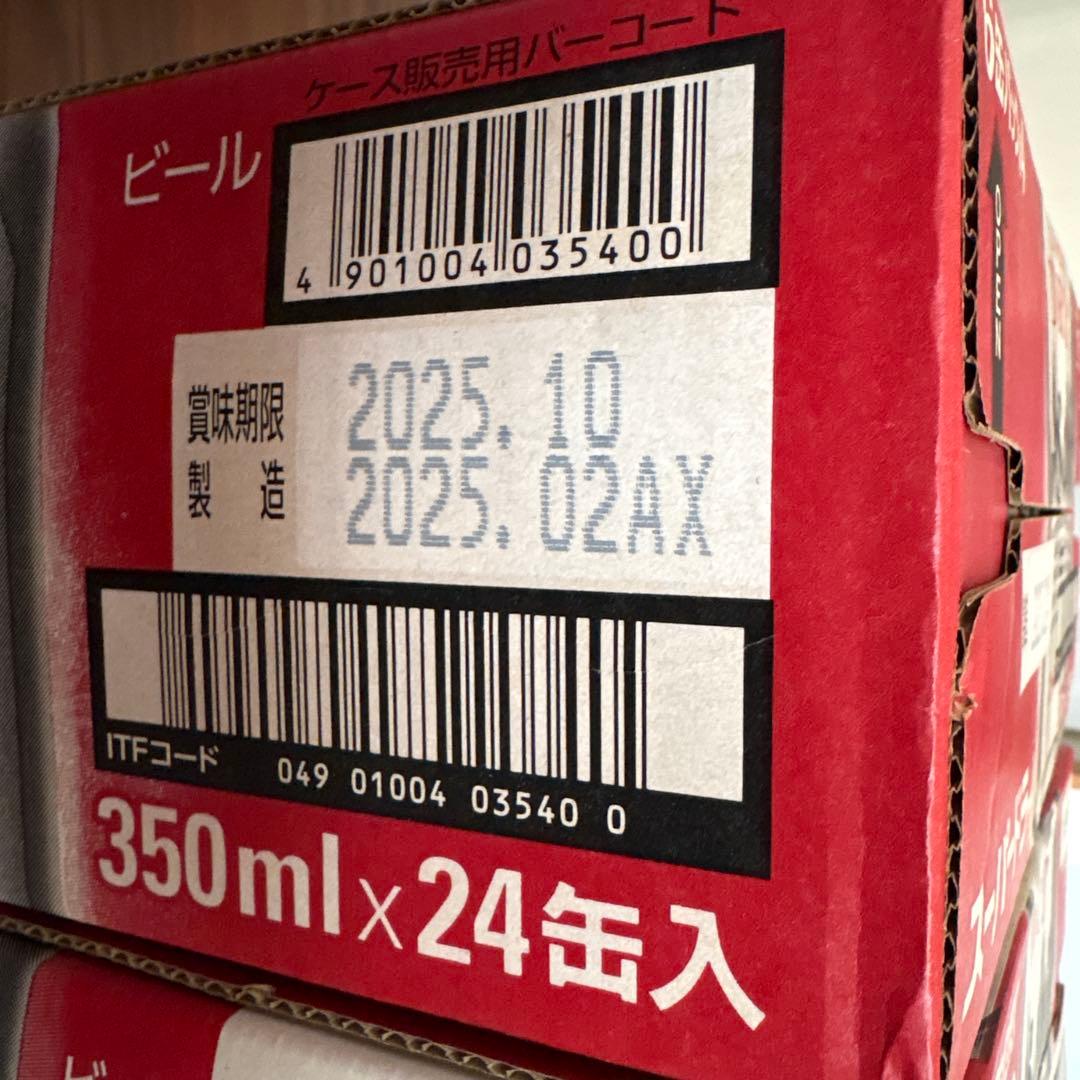 ケース販売用バーコード
ビール
4 901004 035400
賞味期限 2025.10
製造 2025.02AX
ITFコード 049 01004 03540 0
350ml×24缶入
OPEN